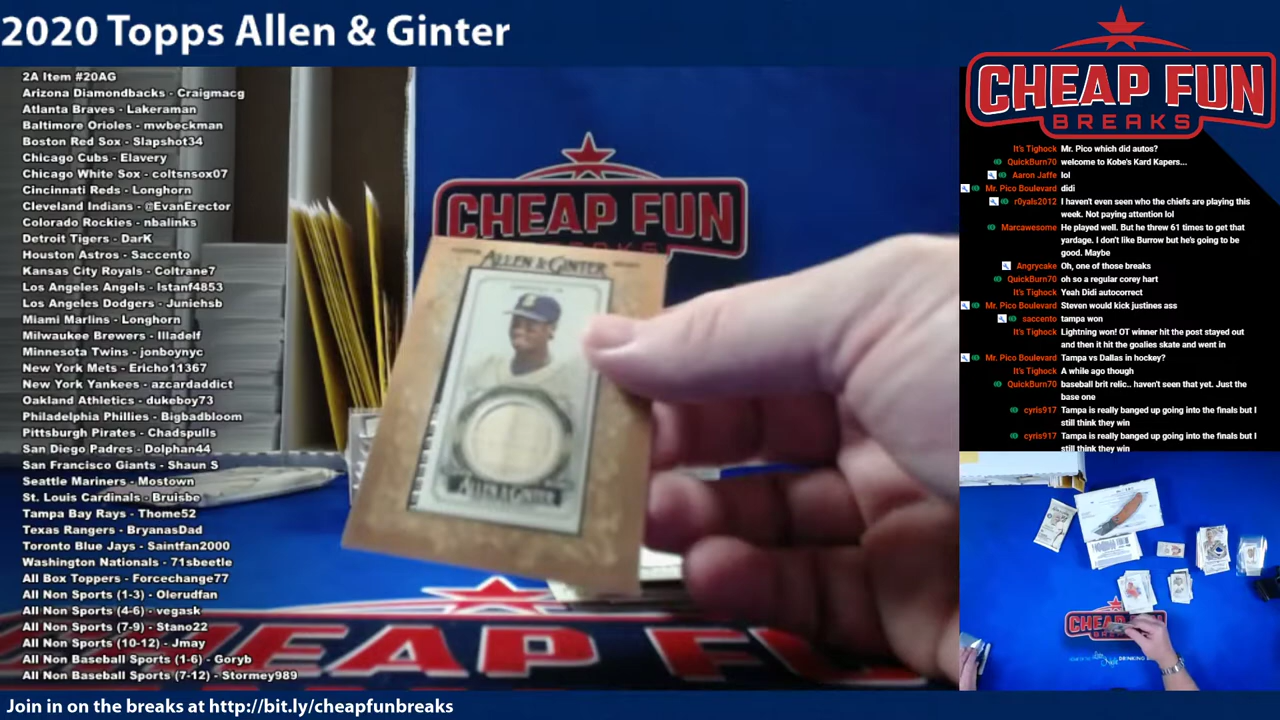 2020 Topps Allen & Ginter
2A Item #20AG
Arizona Diamondbacks - Craigmacg
Atlanta Braves - Lakeraman
Baltimore Orioles - mwbeckman
Boston Red Sox - Slapshot34
Chicago Cubs - Elavery
Chicago White Sox - coltsnsox07
Cincinnati Reds - Longhorn
Cleveland Indians - @EvanErector
Colorado Rockies - nbalinks
Detroit Tigers - DarK
Houston Astros - Saccento
Kansas City Royals - Coltrane7
Los Angeles Angels - Istanf4853
Los Angeles Dodgers - Juniehsb
Miami Marlins - Longhorn
Milwaukee Brewers - Illadelf
Minnesota Twins - jonboynyc
New York Mets - Ericho11367
New York Yankees - azcardaddict
Oakland Athletics - dukeboy73
Philadelphia Phillies - Bigbadbloom
Pittsburgh Pirates - Chadspulls
San Diego Padres - Dolphan44
San Francisco Giants - Shaun S
Seattle Mariners - Mostown
St. Louis Cardinals - Bruisbe
Tampa Bay Rays - Thome52
Texas Rangers - BryanasDad
Toronto Blue Jays - Saintfan2000
Washington Nationals - 71sbeetle
All Box Toppers - Forcechange77
All Non Sports (1-3) - Olerudfan
All Non Sports (4-6) - vegask
All Non Sports (7-9) - Stano22
All Non Sports (10-12) - Jmay
All Non Baseball Sports (1-6) - Goryb
All Non Baseball Sports (7-12) - Stormey989
CHEAP FUN
BREAKS
ALLEN & GINTER
ALLEN & GINTER
CHEAP FUN
CHEAP FUN
BREAKS
It's Tighock Mr. Pico which did autos?
QuickBurn70 welcome to Kobe's Kard Kapers...
Aaron Jaffe lol
Mr. Pico Boulevard didi
r0yals2012 I haven't even seen who the chiefs are playing this
week. Not paying attention lol
Marcawesome He played well. But he threw 61 times to get that
yardage. I don't like Burrow but he's going to be
good. Maybe
Angrycake Oh, one of those breaks
QuickBurn70 oh so a regular corey hart
It's Tighock Yeah Didi autocorrect
Mr. Pico Boulevard Steven would kick justines ass
saccento tampa won
It's Tighock Lightning won! OT winner hit the post stayed out
and then it hit the goalies skate and went in
Mr. Pico Boulevard Tampa vs Dallas in hockey?
It's Tighock A while ago though
QuickBurn70 baseball brit relic.. haven't seen that yet. Just the
base one
cyris917 Tampa is really banged up going into the finals but I
still think they win
cyris917 Tampa is really banged up going into the finals but I
still think they win
CHEAP FUN
Join in on the breaks at http://bit.ly/cheapfunbreaks